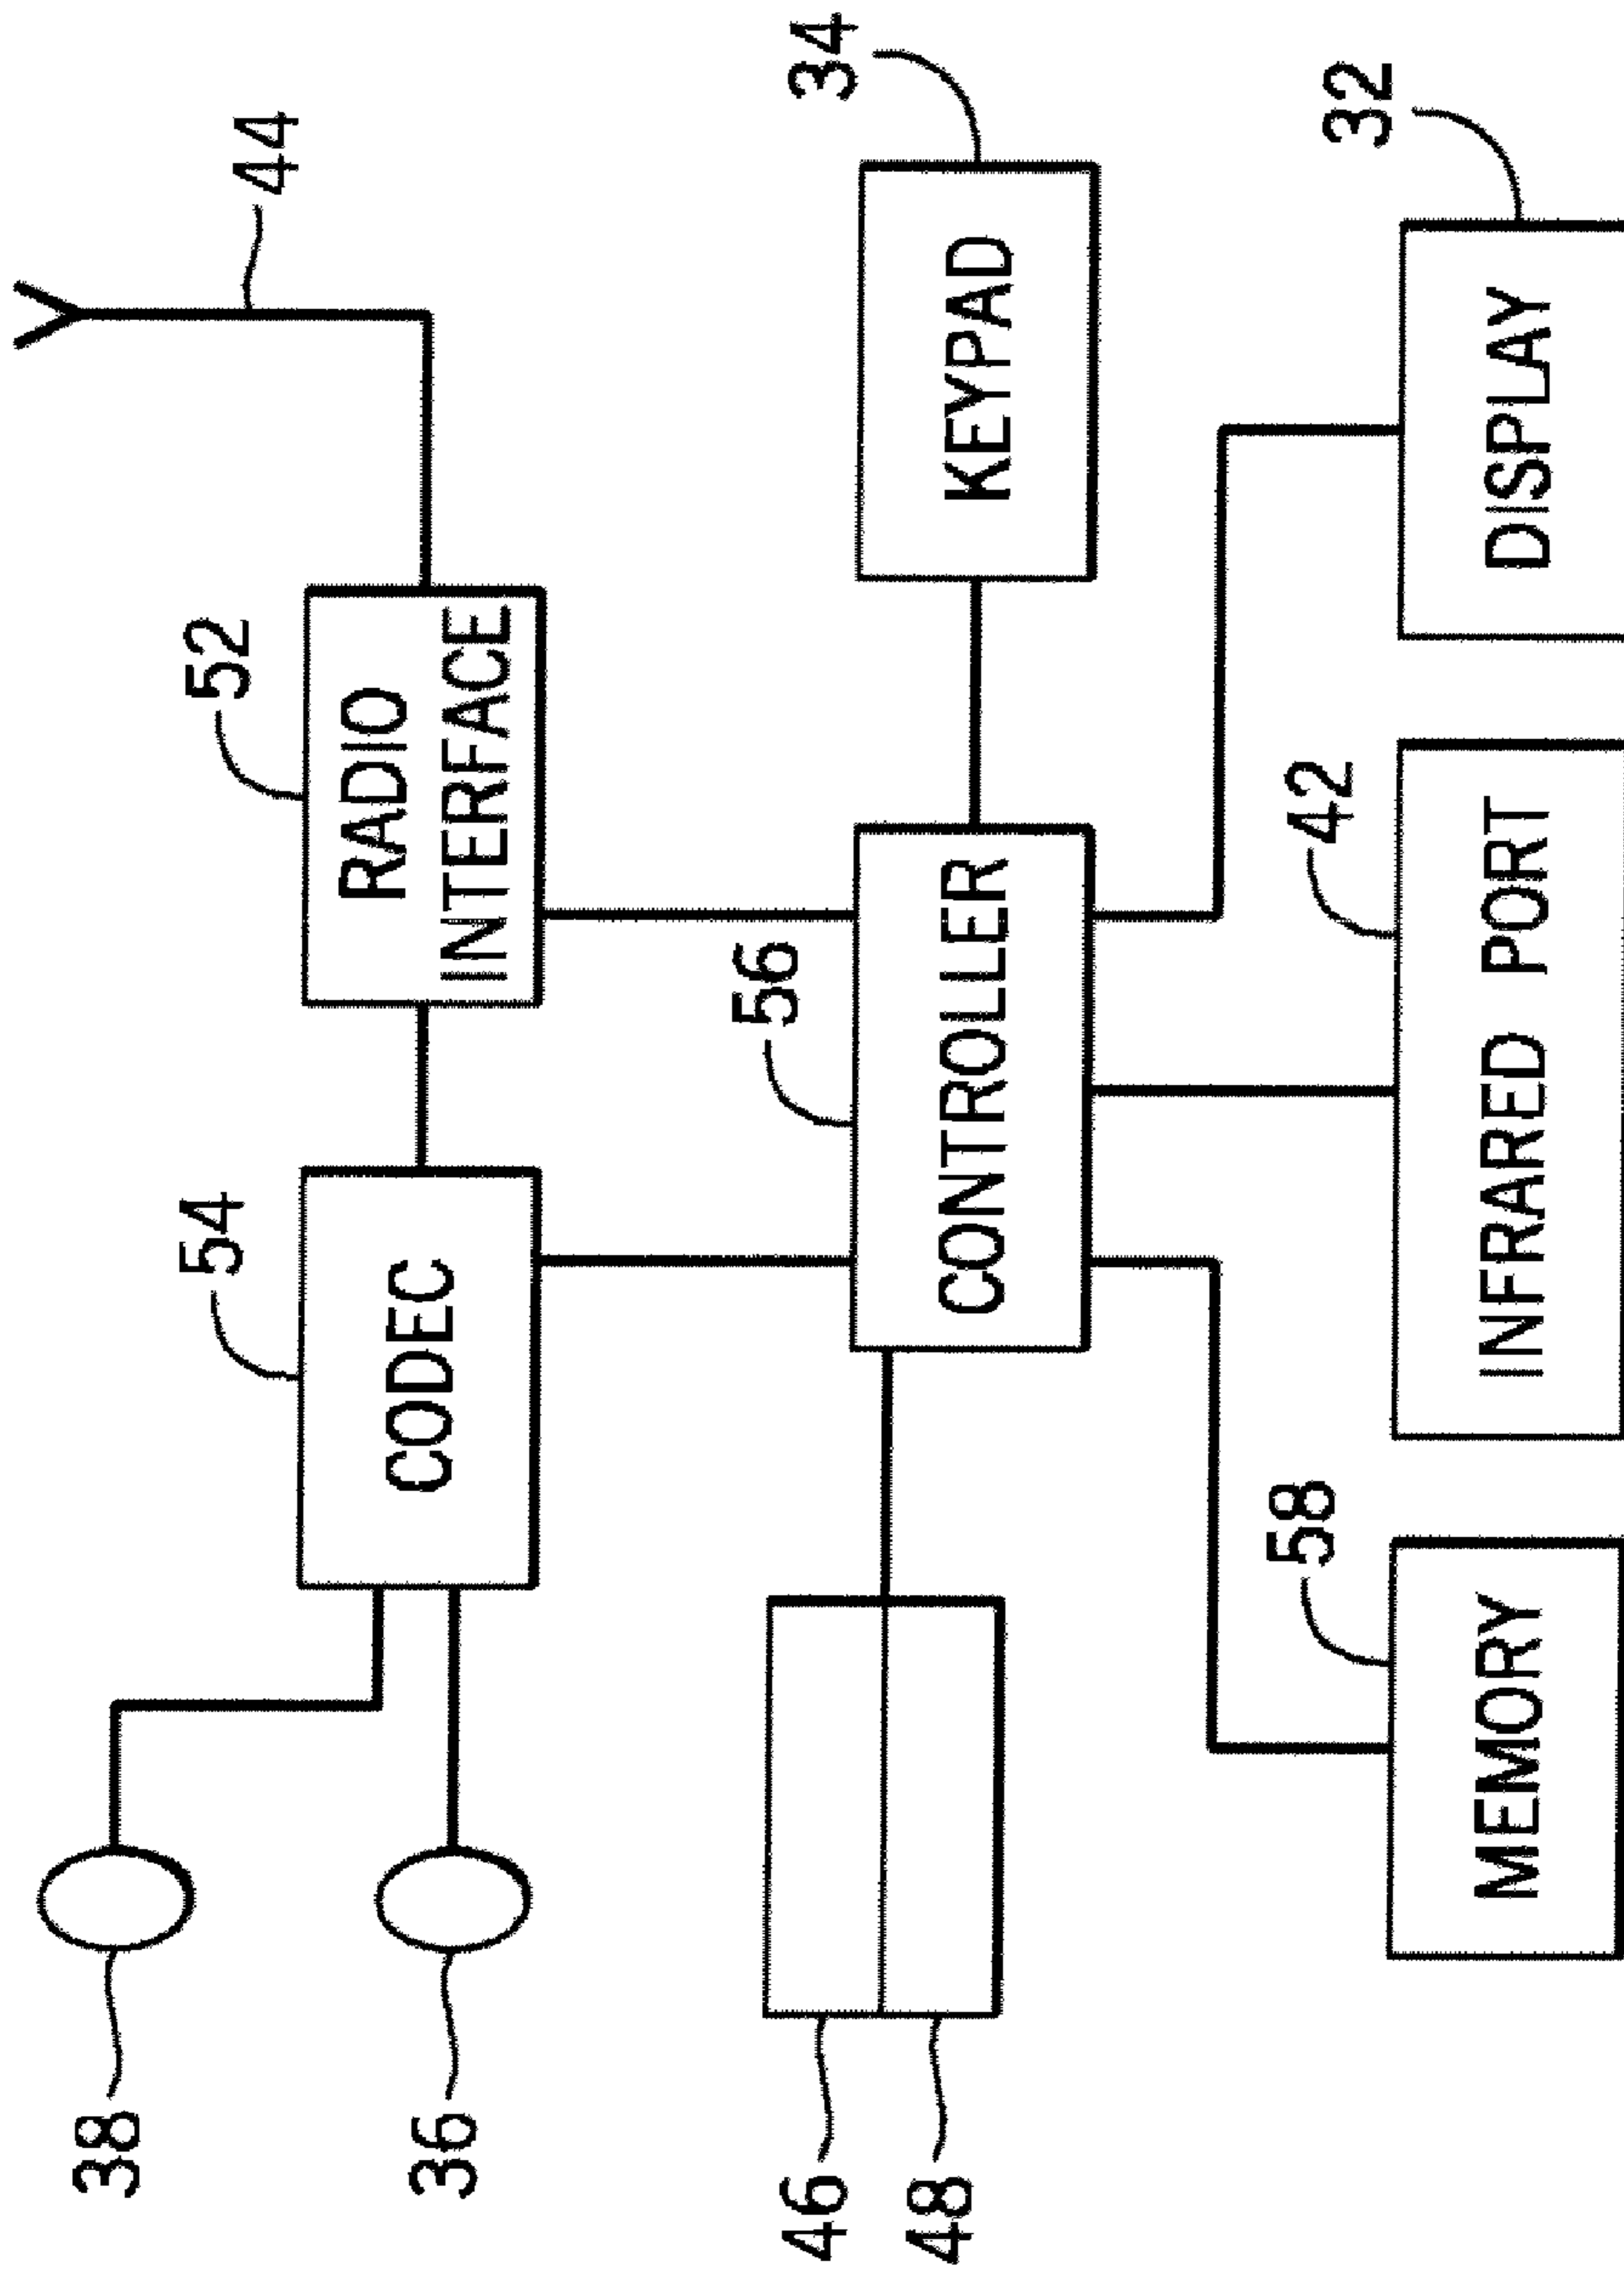 44
52
RADIO
INTERFACE
54
CODEC
38
36
34
KEYPAD
56
CONTROLLER
46
48
32
DISPLAY
42
INFRARED PORT
58
MEMORY